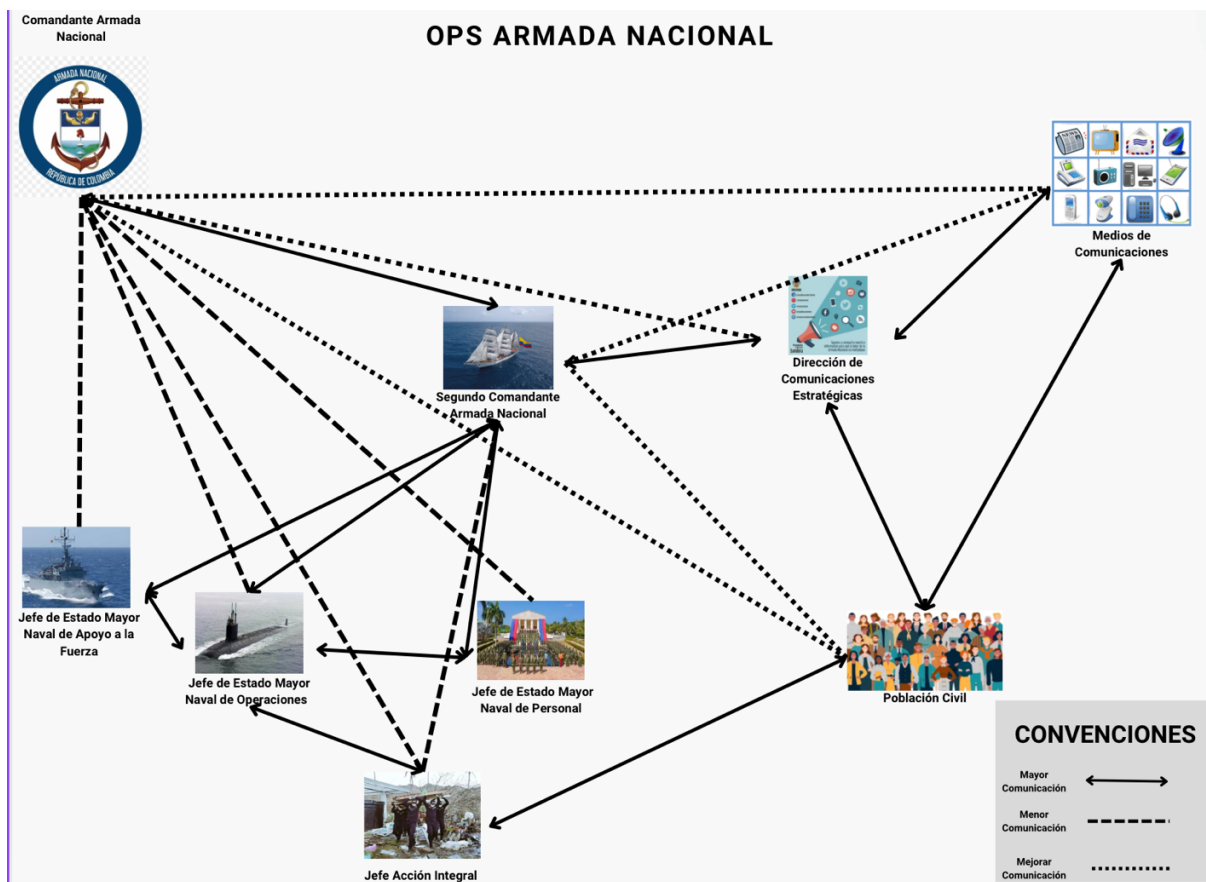 Comandante Armada
Nacional
OPS ARMADA NACIONAL
ARMADA NACIONAL
REPÚBLICA DE COLOMBIA
NEWS
Medios de
Comunicaciones
Dirección de
Comunicaciones
Estratégicas
Segundo Comandante
Armada Nacional
Jefe de Estado Mayor
Naval de Apoyo a la
Fuerza
Jefe de Estado Mayor
Naval de Operaciones
Jefe de Estado Mayor
Naval de Personal
Población Civil
Jefe Acción Integral
CONVENCIONES
Mayor
Comunicación
Menor
Comunicación
Mejorar
Comunicación